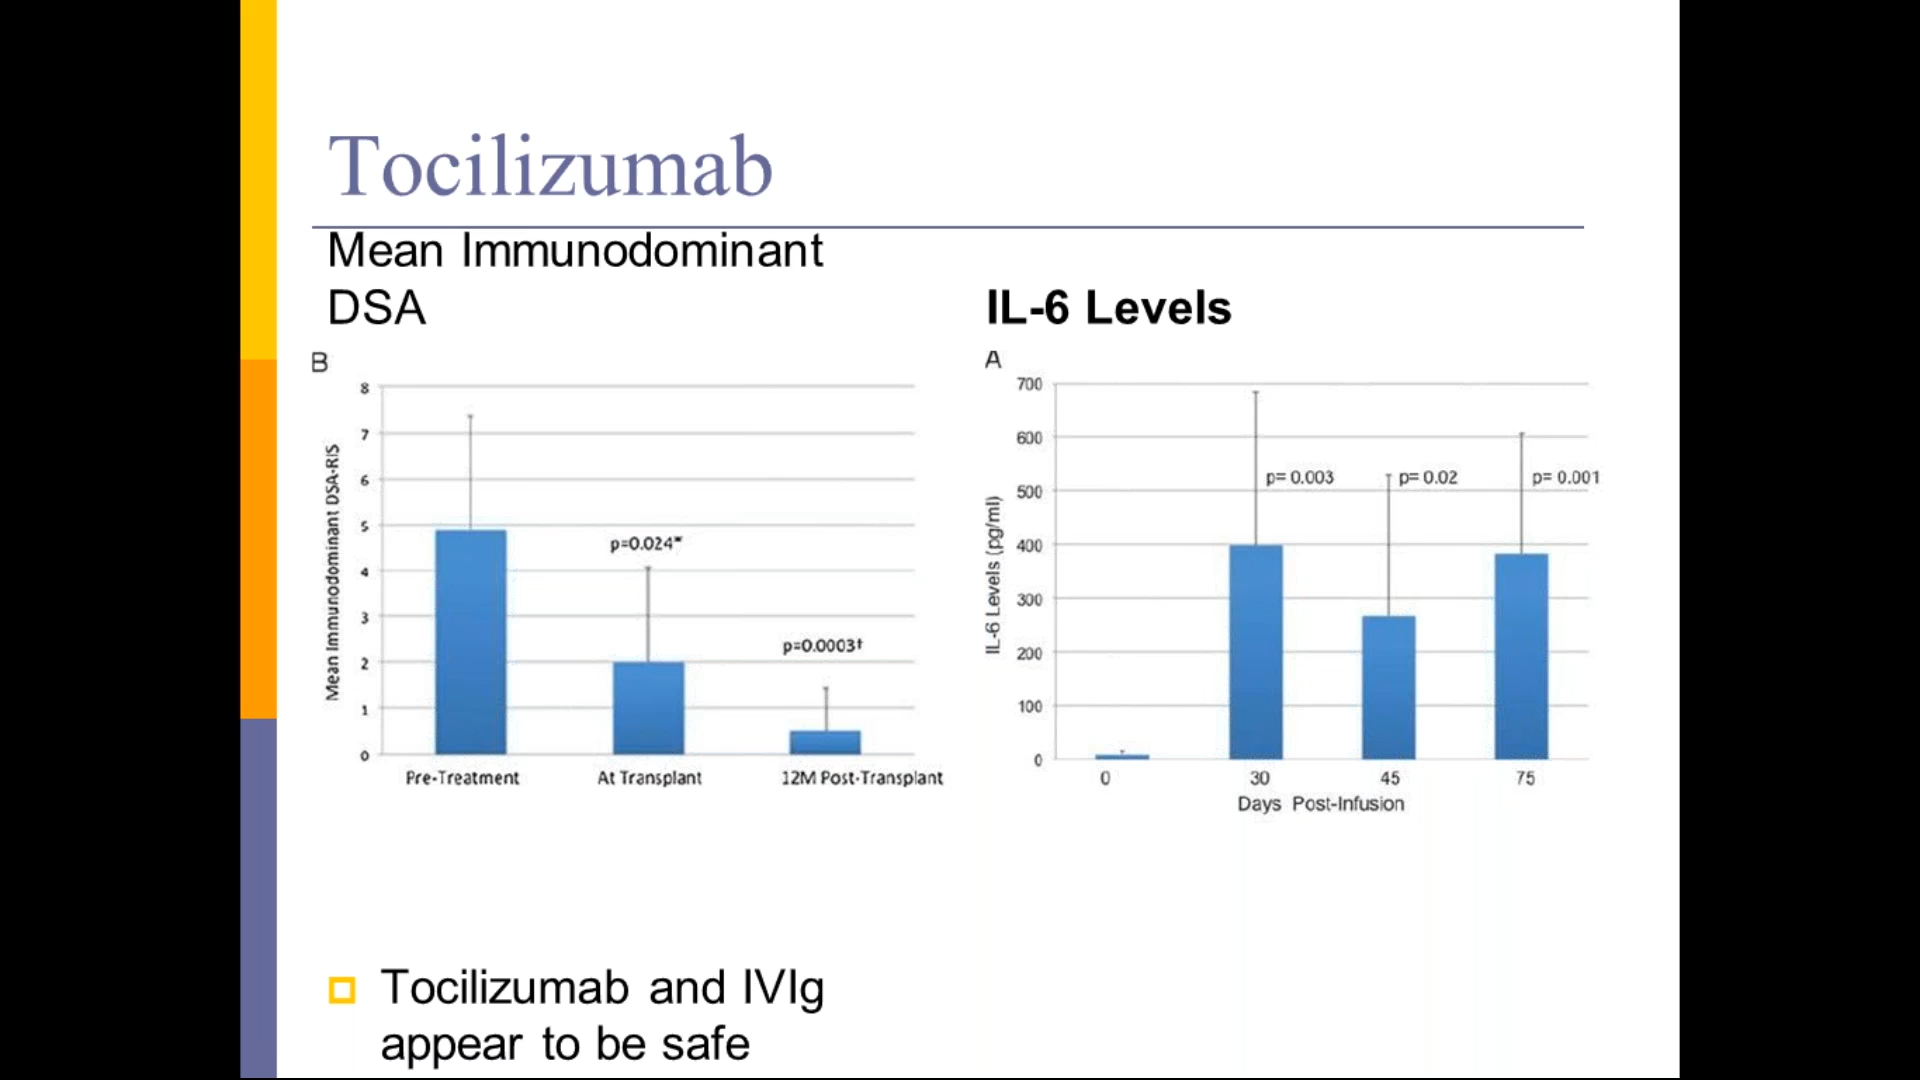 Tocilizumab
Mean Immunodominant
DSA
B
8
7
6
5
4
3
2
1
0
Mean Immunodominant DSA-RIS
p=0.024*
p=0.0003†
Pre-Treatment At Transplant 12M Post-Transplant
IL-6 Levels
A
700
600
500
400
300
200
100
0
IL-6 Levels (pg/ml)
p= 0.003 p= 0.02 p= 0.001
0 30 45 75
Days Post-Infusion
Tocilizumab and IVIg
appear to be safe